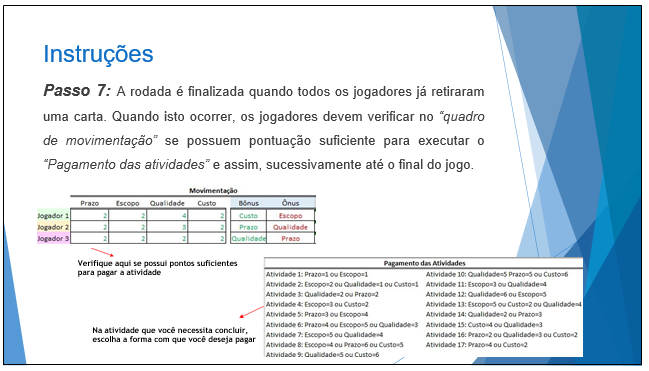 Instruções
Passo 7: A rodada é finalizada quando todos os jogadores já retiraram
uma carta. Quando isto ocorrer, os jogadores devem verificar no “quadro
de movimentação” se possuem pontuação suficiente para executar o
“Pagamento das atividades” e assim, sucessivamente até o final do jogo.
Movimentação
Prazo Escopo Qualidade Custo Bônus Ônus
Jogador 1 2 2 4 2 Custo Escopo
Jogador 2 2 2 3 2 Prazo Qualidade
Jogador 3 2 2 2 2 Qualidade Prazo
Verifique aqui se possui pontos suficientes
para pagar a atividade
Na atividade que você necessita concluir,
escolha a forma com que você deseja pagar
Pagamento das Atividades
Atividade 1: Prazo=1 ou Escopo=1
Atividade 2: Escopo=2 ou Qualidade=1 ou Custo=1
Atividade 3: Qualidade=2 ou Prazo=2
Atividade 4: Escopo=3 ou Custo=2
Atividade 5: Prazo=3 ou Escopo=4
Atividade 6: Prazo=4 ou Escopo=5 ou Qualidade=3
Atividade 7: Escopo=5 ou Qualidade=4
Atividade 8: Escopo=4 ou Prazo=6 ou Custo=5
Atividade 9: Qualidade=5 ou Custo=6
Atividade 10: Qualidade=5 Prazo=5 ou Custo=6
Atividade 11: Escopo=3 ou Qualidade=4
Atividade 12: Qualidade=6 ou Escopo=5
Atividade 13: Escopo=5 ou Custo=2 ou Qualidade=4
Atividade 14: Qualidade=2 ou Prazo=3
Atividade 15: Custo=4 ou Qualidade=3
Atividade 16: Prazo=2 ou Qualidade=3 ou Custo=2
Atividade 17: Prazo=4 ou Custo=2